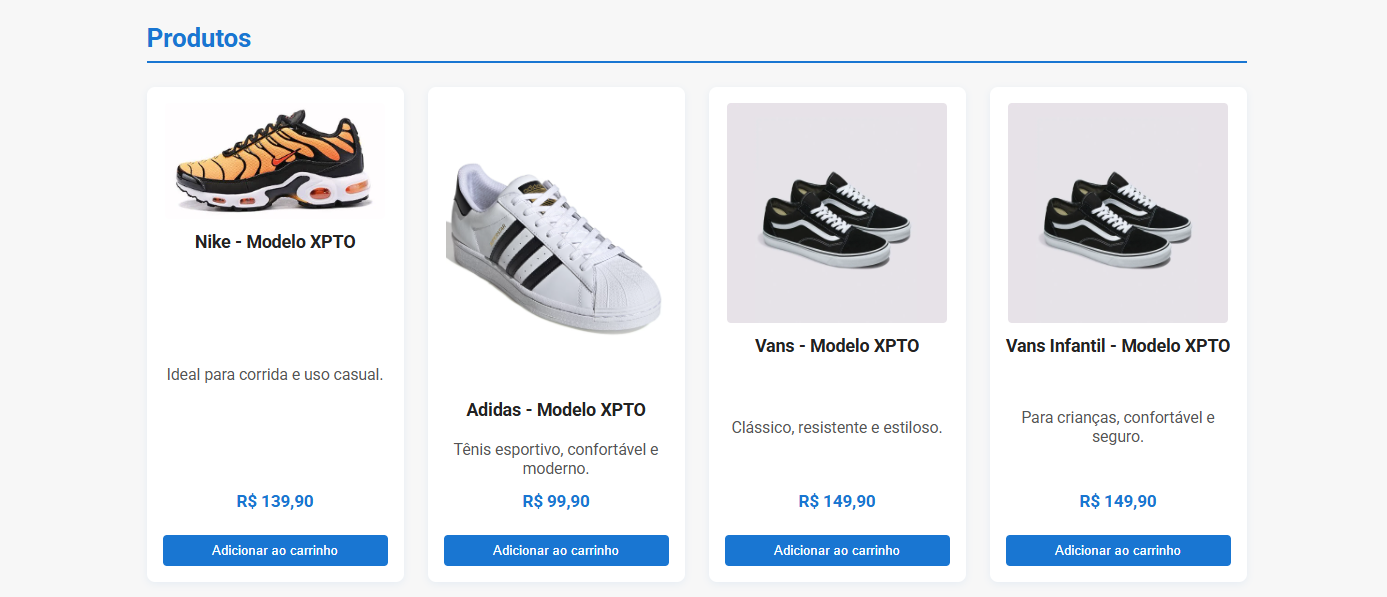 Produtos
Nike - Modelo XPTO
Ideal para corrida e uso casual.
R$ 139,90
Adicionar ao carrinho
Adidas - Modelo XPTO
Tênis esportivo, confortável e
moderno.
R$ 99,90
Adicionar ao carrinho
Vans - Modelo XPTO
Clássico, resistente e estiloso.
R$ 149,90
Adicionar ao carrinho
Vans Infantil - Modelo XPTO
Para crianças, confortável e
seguro.
R$ 149,90
Adicionar ao carrinho